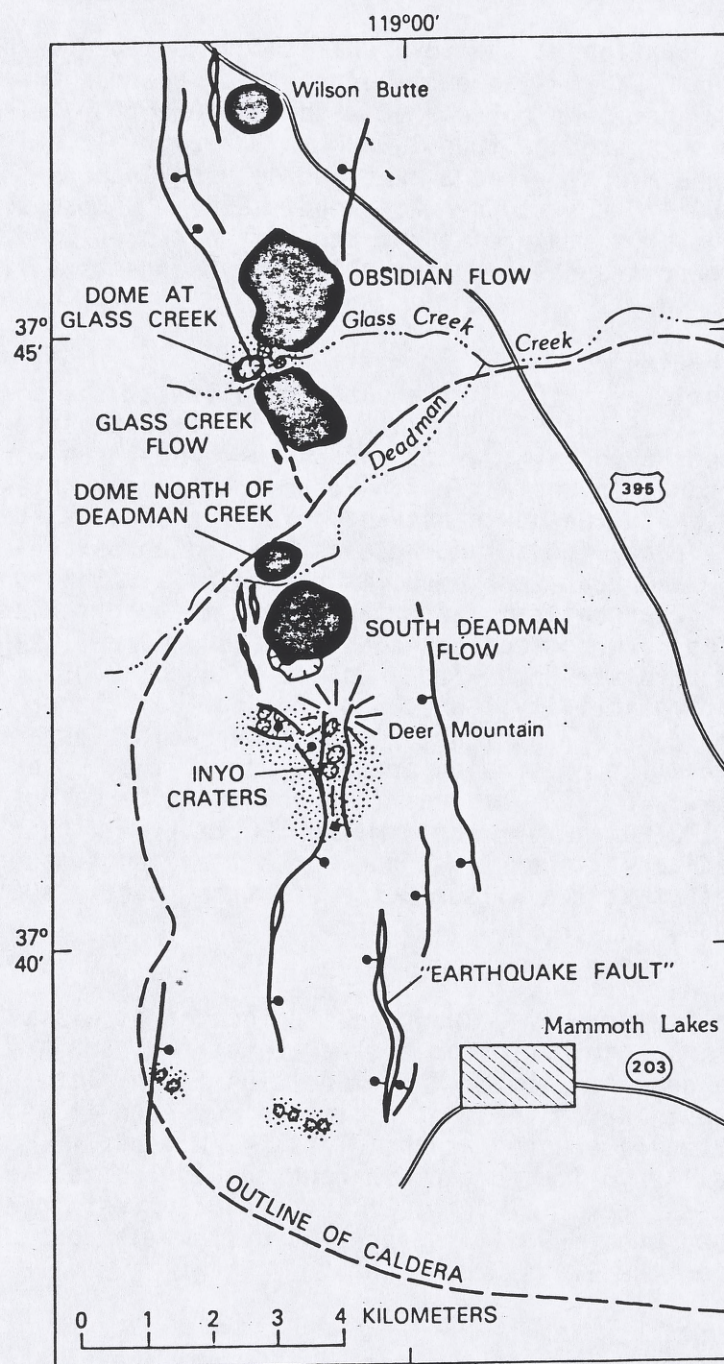 119°00'
Wilson Butte
OBSIDIAN FLOW
DOME AT
GLASS CREEK
37°
45'
Glass Creek
Creek
GLASS CREEK
FLOW
Deadman
395
DOME NORTH OF
DEADMAN CREEK
SOUTH DEADMAN
FLOW
Deer Mountain
INYO
CRATERS
37°
40'
"EARTHQUAKE FAULT"
Mammoth Lakes
203
OUTLINE OF CALDERA
0 1 2 3 4 KILOMETERS